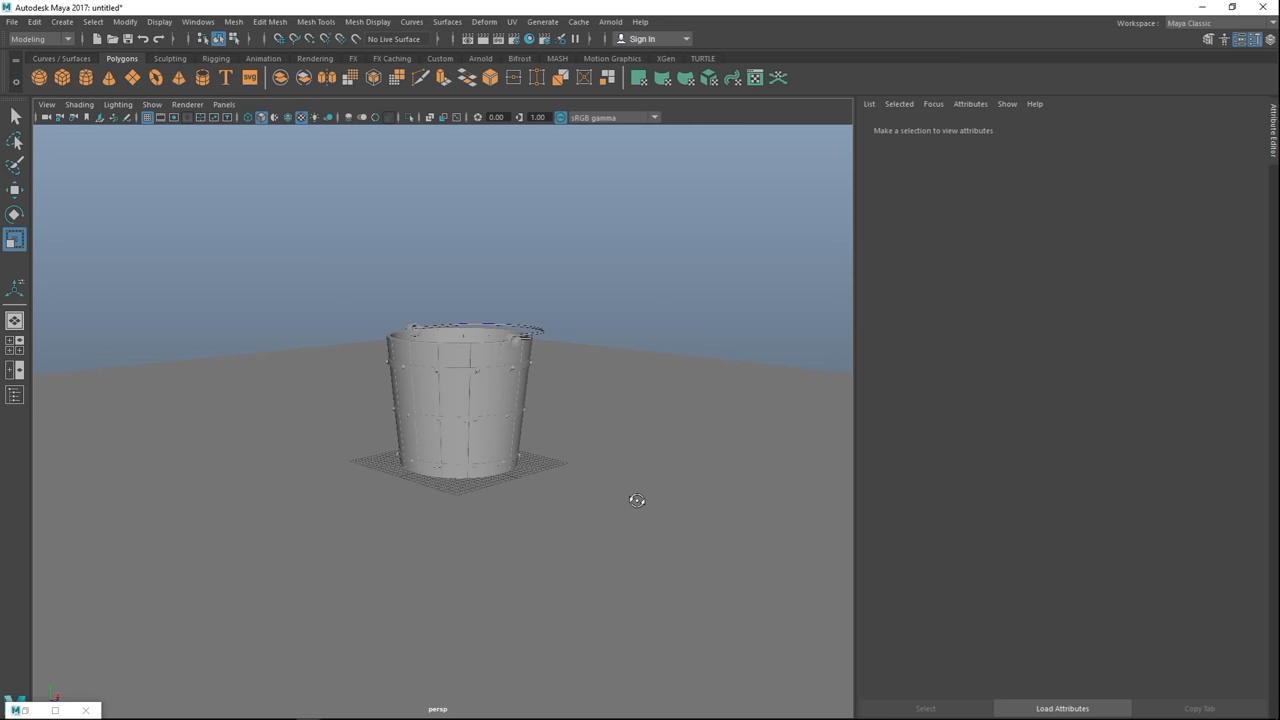 Autodesk Maya 2017: untitled*
File Edit Create Select Modify Display Windows Mesh Edit Mesh Mesh Tools Mesh Display Curves Surfaces Deform UV Generate Cache Arnold Help
Workspace : Maya Classic
Modeling No Live Surface Sign In
Curves / Surfaces Polygons Sculpting Rigging Animation Rendering FX FX Caching Custom Arnold Bifrost MASH Motion Graphics XGen TURTLE
T SVG
View Shading Lighting Show Renderer Panels
List Selected Focus Attributes Show Help
0.00 1.00 sRGB gamma
Make a selection to view attributes
Attribute Editor
persp
Select Load Attributes Copy Tab